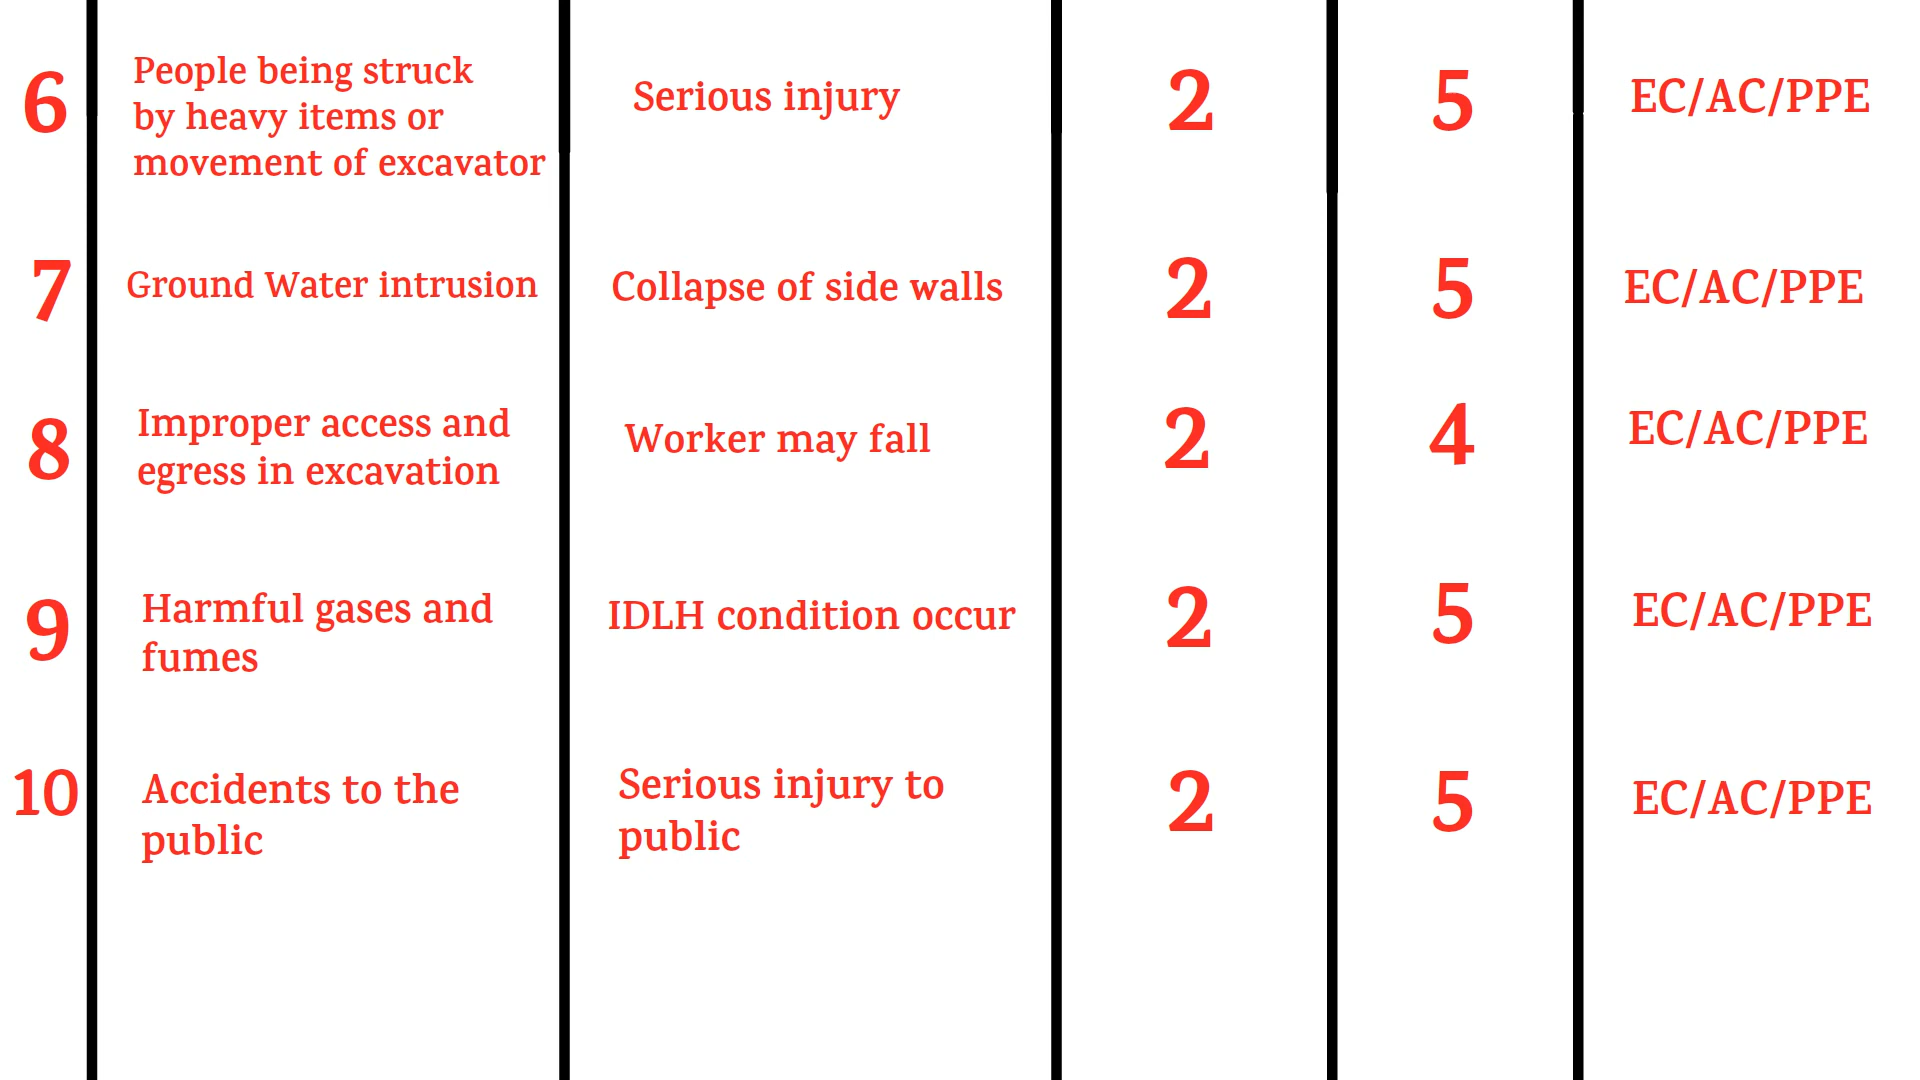 6
People being struck
by heavy items or
movement of excavator
Serious injury
2
5
EC/AC/PPE
7
Ground Water intrusion
Collapse of side walls
2
5
EC/AC/PPE
8
Improper access and
egress in excavation
Worker may fall
2
4
EC/AC/PPE
9
Harmful gases and
fumes
IDLH condition occur
2
5
EC/AC/PPE
10
Accidents to the
public
Serious injury to
public
2
5
EC/AC/PPE